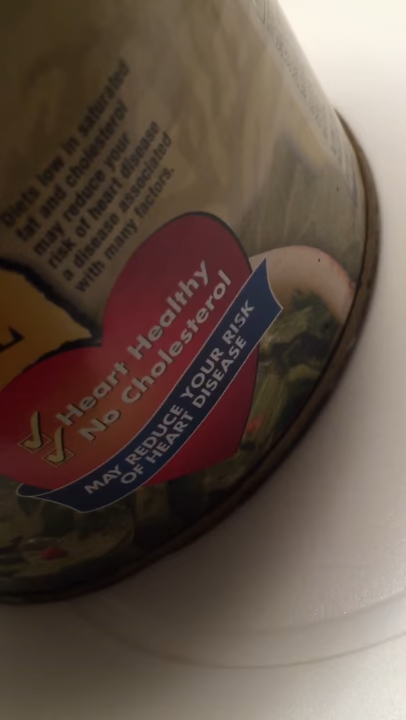 Diets low in saturated
fat and cholesterol
may reduce your
risk of heart disease
a disease associated
with many factors.
Heart Healthy
No Cholesterol
MAY REDUCE YOUR RISK
OF HEART DISEASE